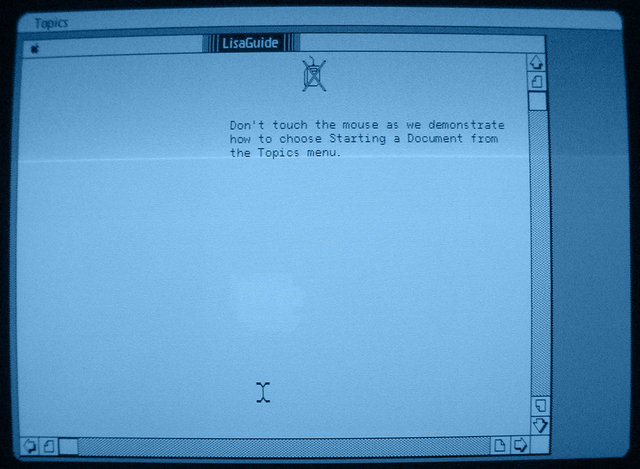 Topics
LisaGuide
Don't touch the mouse as we demonstrate
how to choose Starting a Document from
the Topics menu.